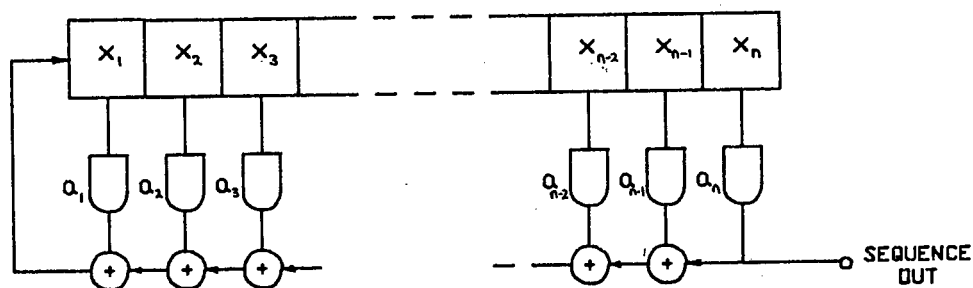 X₁ X₂ X₃ Xₙ₋₂ Xₙ₋₁ Xₙ
a₁ a₂ a₃ aₙ₋₂ aₙ₋₁ aₙ
+ + + + +
SEQUENCE
OUT